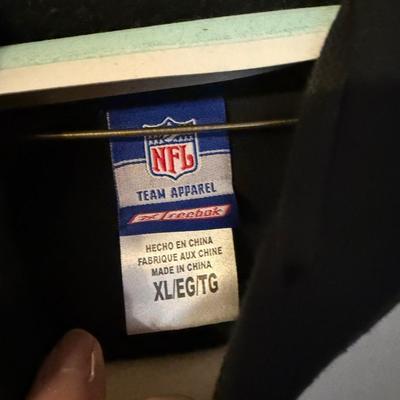 NFL
TEAM APPAREL
Reebok
HECHO EN CHINA
FABRIQUE AUX CHINE
MADE IN CHINA
XL/EG/TG